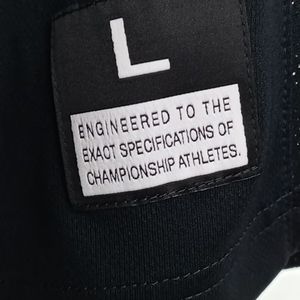 L
ENGINEERED TO THE
EXACT SPECIFICATIONS OF
CHAMPIONSHIP ATHLETES.